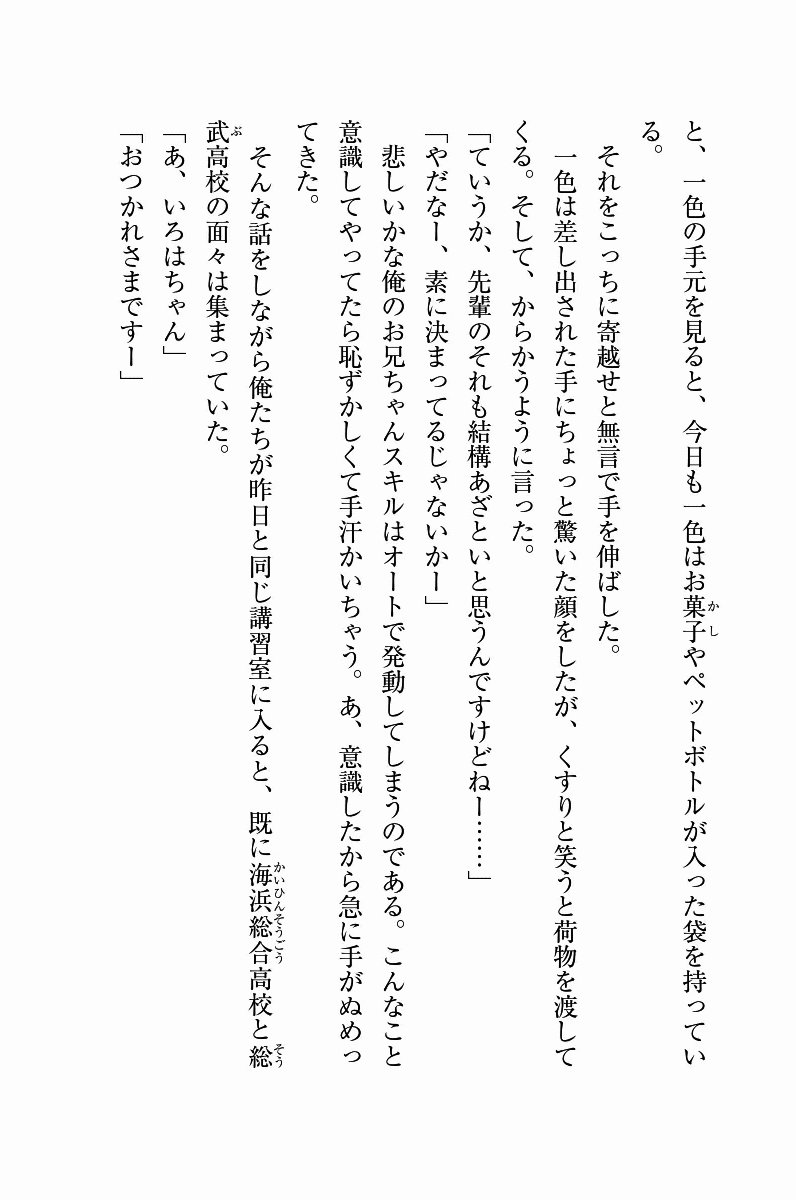 と、一色の手元を見ると、今日も一色はお菓子やペットボトルが入った袋を持ってい
る。
　それをこっちに寄越せと無言で手を伸ばした。
　一色は差し出された手にちょっと驚いた顔をしたが、くすりと笑うと荷物を渡して
くる。そして、からかうように言った。
「ていうか、先輩のそれも結構あざといと思うんですけどねー……」
「やだなー、素に決まってるじゃないかー」
　悲しいかな俺のお兄ちゃんスキルはオートで発動してしまうのである。こんなこと
意識してやってたら恥ずかしくて手汗かいちゃう。あ、意識したから急に手がぬめっ
てきた。
　そんな話をしながら俺たちが昨日と同じ講習室に入ると、既に海浜総合高校と総
武高校の面々は集まっていた。
「あ、いろはちゃん」
「おつかれさまですー」